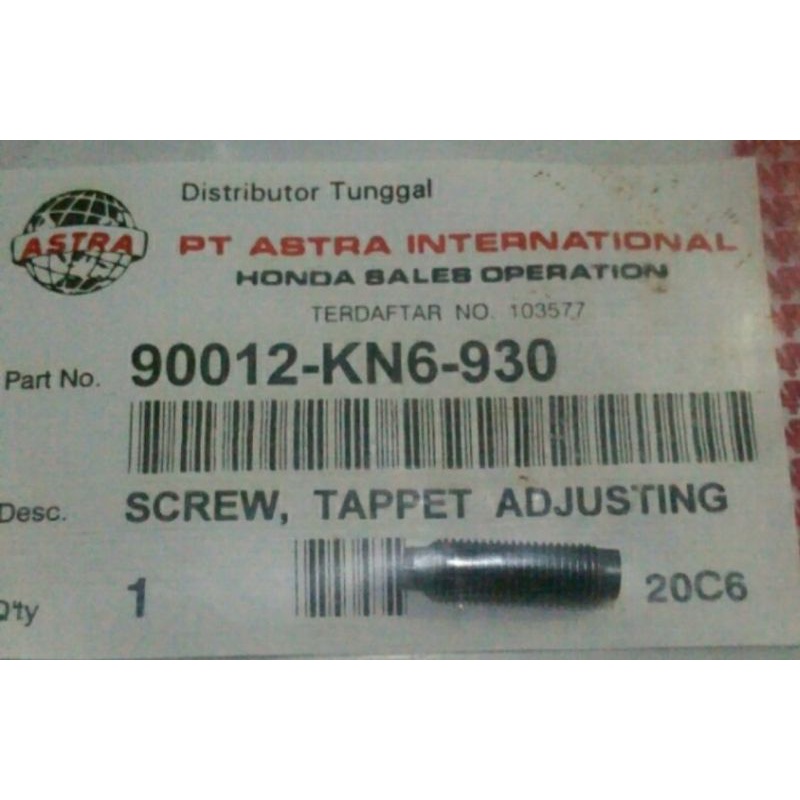 ASTRA
Distributor Tunggal
PT ASTRA INTERNATIONAL
HONDA SALES OPERATION
TERDAFTAR NO. 103577
Part No. 90012-KN6-930
Desc. SCREW, TAPPET ADJUSTING
Q'ty 1 20C6